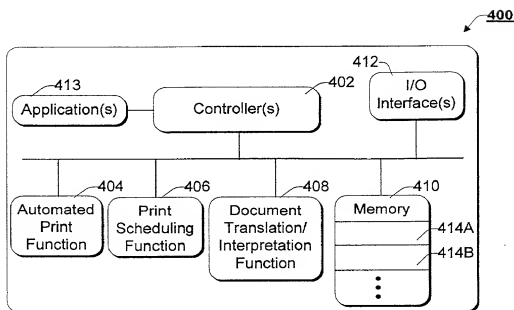 400
413
402
412
Application(s)
Controller(s)
I/O
Interface(s)
404
406
408
410
Automated
Print
Function
Print
Scheduling
Function
Document
Translation/
Interpretation
Function
Memory
414A
414B